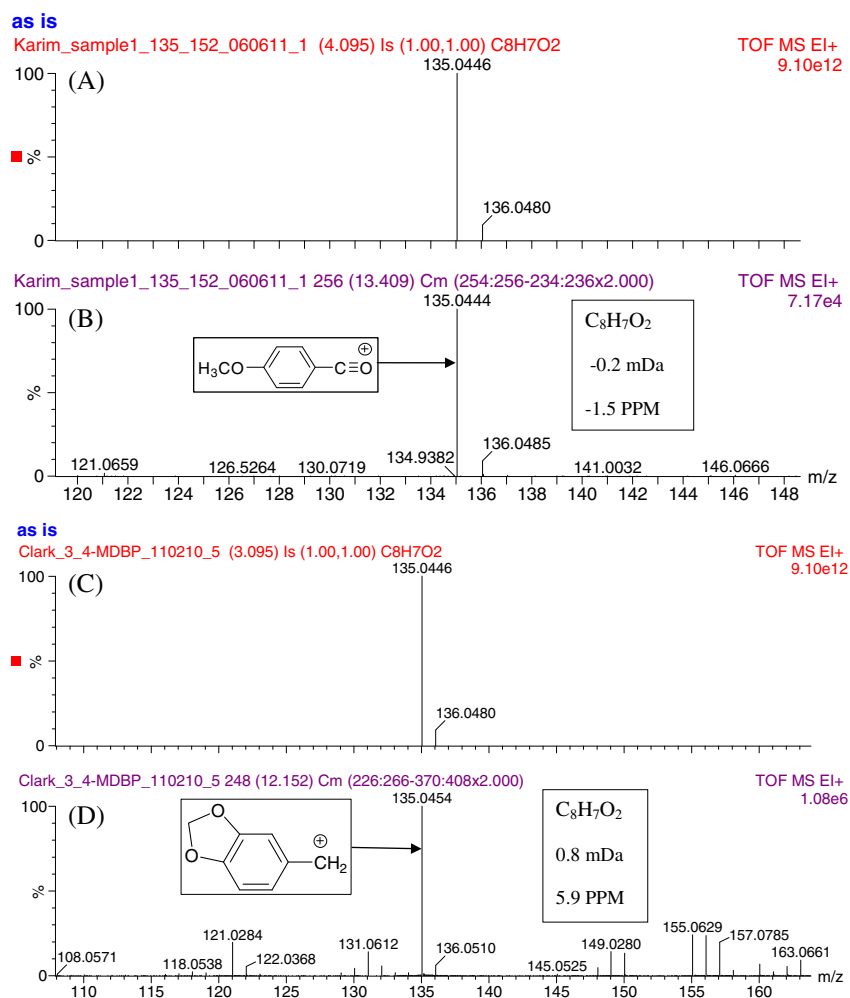 as is
Karim_sample1_135_152_060611_1 (4.095) Is (1.00,1.00) C8H7O2
TOF MS EI+
9.10e12
135.0446
100
(A)
%
136.0480
0
Karim_sample1_135_152_060611_1 256 (13.409) Cm (254:256-234:236x2.000)
TOF MS EI+
7.17e4
135.0444
100
(B)
C₈H₇O₂
-0.2 mDa
-1.5 PPM
H₃CO
C≡O
⊕
%
136.0485
121.0659
126.5264
130.0719
134.9382
141.0032
146.0666
0
120 122 124 126 128 130 132 134 136 138 140 142 144 146 148 m/z
as is
Clark_3_4-MDBP_110210_5 (3.095) Is (1.00,1.00) C8H7O2
TOF MS EI+
9.10e12
135.0446
100
(C)
%
136.0480
0
Clark_3_4-MDBP_110210_5 248 (12.152) Cm (226:266-370:408x2.000)
TOF MS EI+
1.08e6
135.0454
100
(D)
C₈H₇O₂
0.8 mDa
5.9 PPM
O
O
⊕
CH₂
%
108.0571
118.0538
121.0284
122.0368
131.0612
136.0510
145.0525
149.0280
155.0629
157.0785
163.0661
0
110 115 120 125 130 135 140 145 150 155 160 m/z